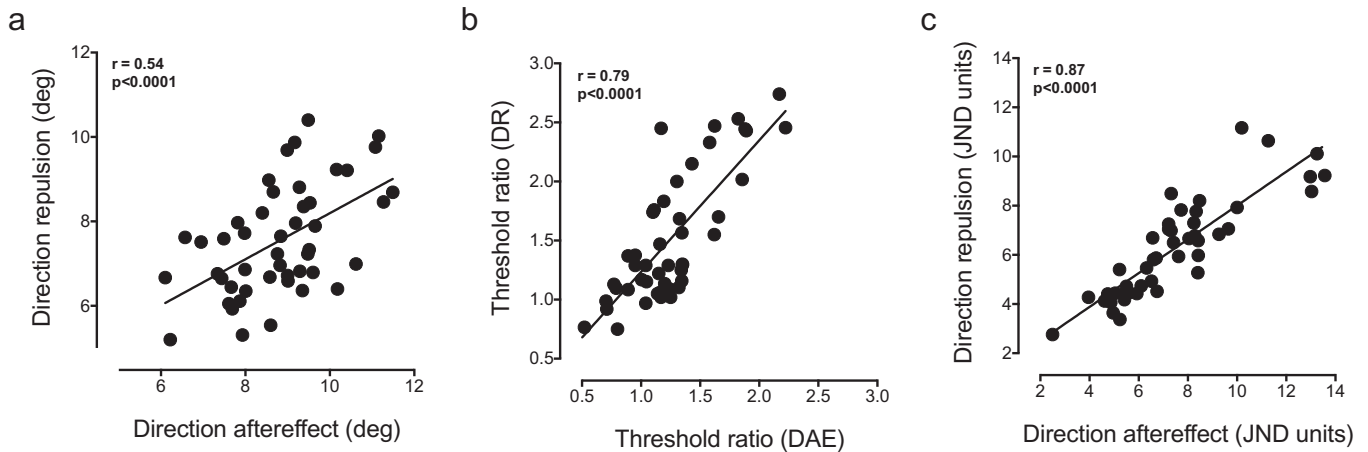 a
r = 0.54
p<0.0001
Direction repulsion (deg)
12
10
8
6
6 8 10 12
Direction aftereffect (deg)
b
r = 0.79
p<0.0001
Threshold ratio (DR)
3.0
2.5
2.0
1.5
1.0
0.5
0.5 1.0 1.5 2.0 2.5 3.0
Threshold ratio (DAE)
c
r = 0.87
p<0.0001
Direction repulsion (JND units)
14
12
10
8
6
4
2
2 4 6 8 10 12 14
Direction aftereffect (JND units)